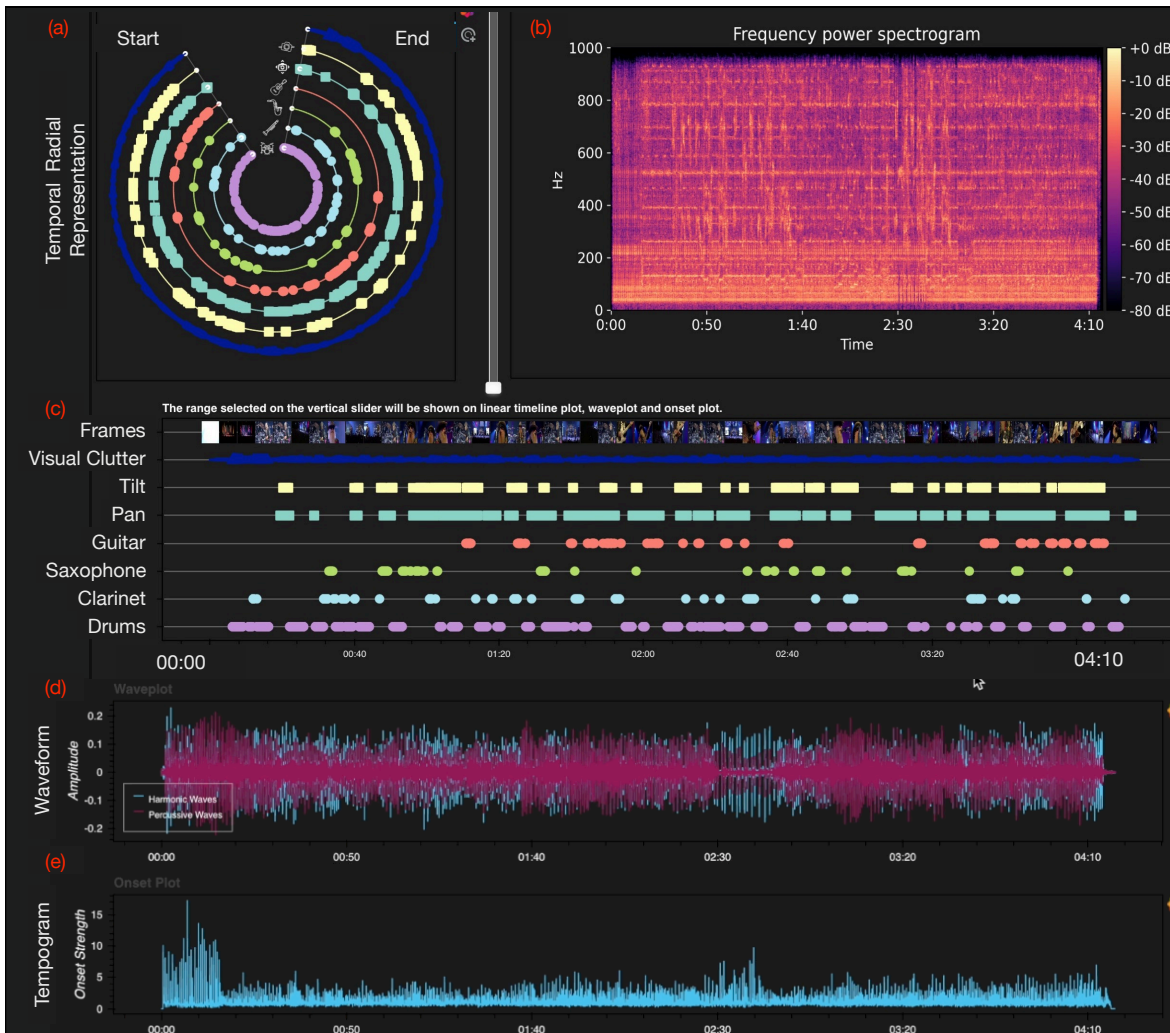 (a)
Start
End
Temporal Radial
Representation
(b)
Frequency power spectrogram
1000
800
600
400
200
0
Hz
0:00
0:50
1:40
2:30
3:20
4:10
Time
+0 dB
-10 dB
-20 dB
-30 dB
-40 dB
-50 dB
-60 dB
-70 dB
-80 dB
(c)
The range selected on the vertical slider will be shown on linear timeline plot, waveplot and onset plot.
Frames
Visual Clutter
Tilt
Pan
Guitar
Saxophone
Clarinet
Drums
00:00
00:40
01:20
02:00
02:40
03:20
04:10
(d)
Waveplot
Waveform
Amplitude
0.2
0.1
0
-0.1
-0.2
Harmonic Waves
Percussive Waves
00:00
00:50
01:40
02:30
03:20
04:10
(e)
Onset Plot
Tempogram
Onset Strength
15
10
5
0
00:00
00:50
01:40
02:30
03:20
04:10